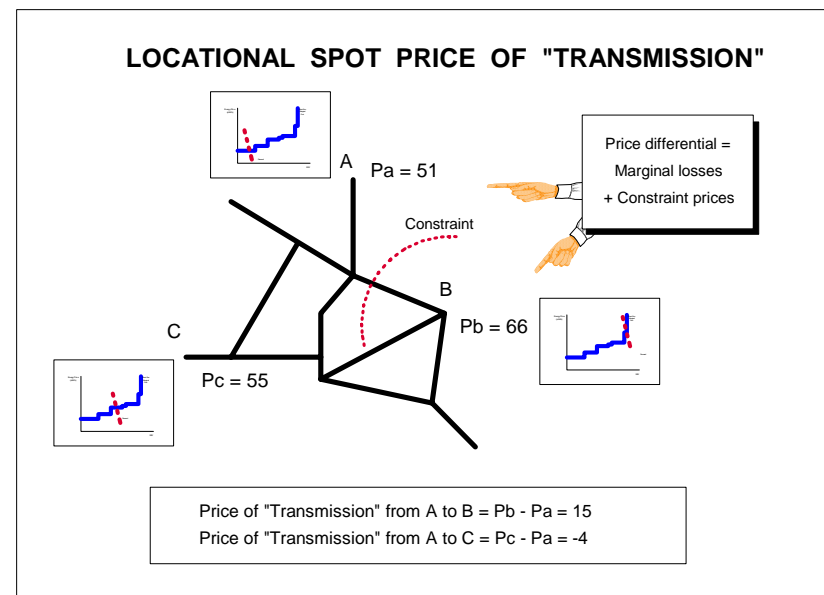 LOCATIONAL SPOT PRICE OF "TRANSMISSION"
A
Pa = 51
Price differential =
Marginal losses
+ Constraint prices
Constraint
B
Pb = 66
C
Pc = 55
Price of "Transmission" from A to B = Pb - Pa = 15
Price of "Transmission" from A to C = Pc - Pa = -4